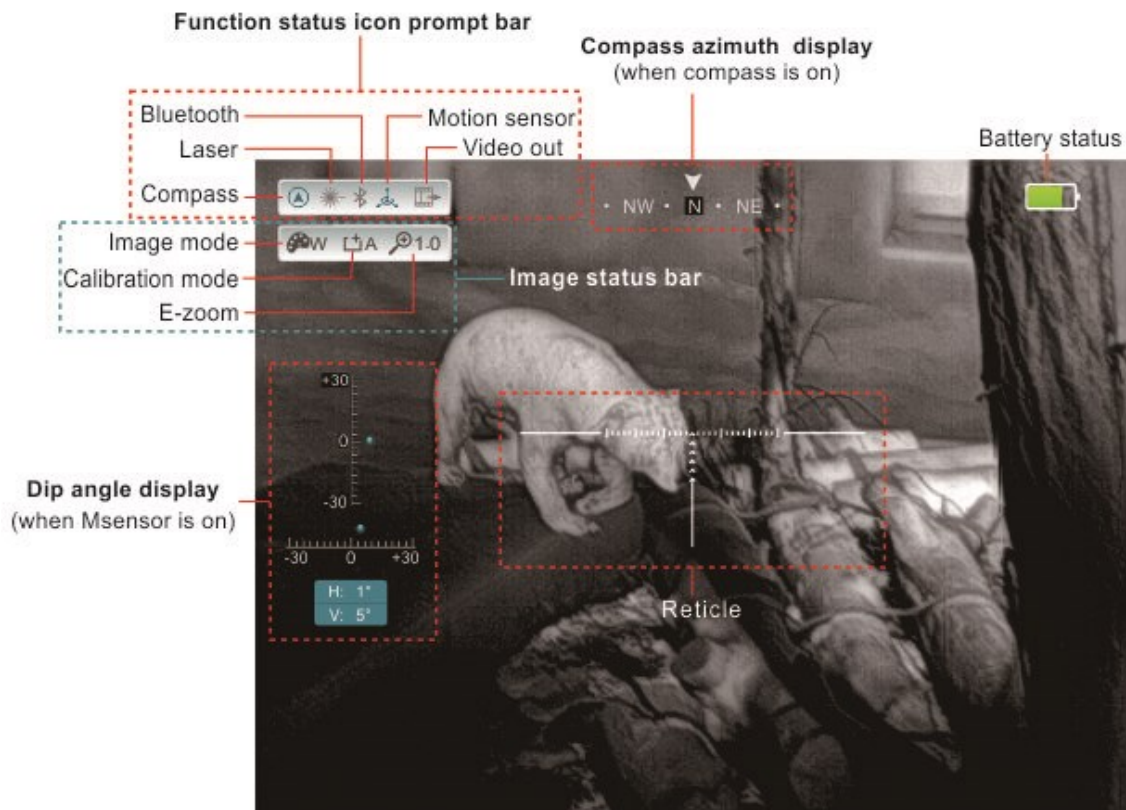 Function status icon prompt bar
Compass azimuth display
(when compass is on)
Bluetooth
Motion sensor
Laser
Video out
Battery status
Compass
NW · N · NE
Image mode
W A 1.0
Calibration mode
Image status bar
E-zoom
+30
0
-30
Dip angle display
(when Msensor is on)
-30 0 +30
H: 1°
V: 5°
Reticle